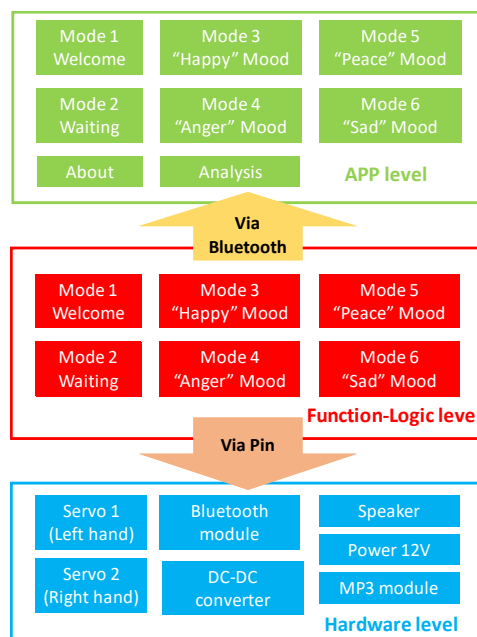 Mode 1
Welcome
Mode 3
“Happy” Mood
Mode 5
“Peace” Mood
Mode 2
Waiting
Mode 4
“Anger” Mood
Mode 6
“Sad” Mood
About
Analysis
APP level
Via
Bluetooth
Mode 1
Welcome
Mode 3
“Happy” Mood
Mode 5
“Peace” Mood
Mode 2
Waiting
Mode 4
“Anger” Mood
Mode 6
“Sad” Mood
Function-Logic leve
Via Pin
Servo 1
(Left hand)
Bluetooth
module
Speaker
Power 12V
Servo 2
(Right hand)
DC-DC
converter
MP3 module
Hardware level